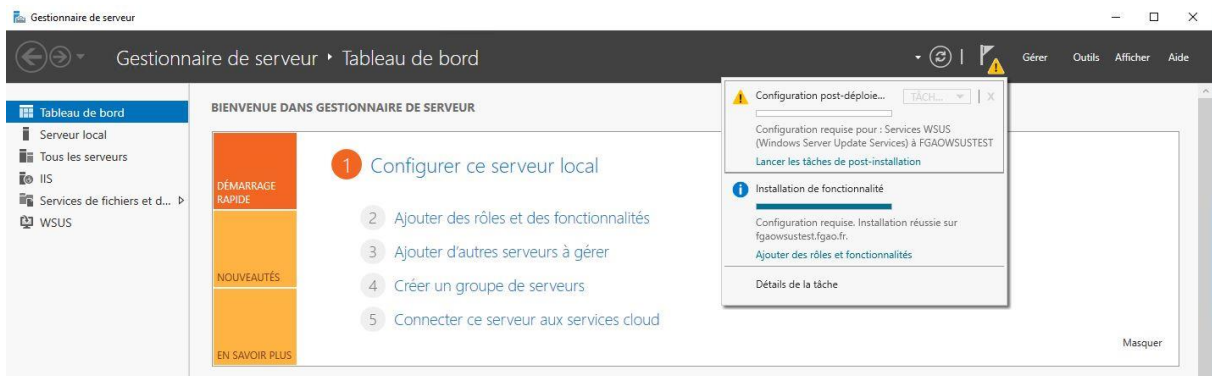 Gestionnaire de serveur
Gestionnaire de serveur ‣ Tableau de bord
Gérer Outils Afficher Aide
Tableau de bord
Serveur local
Tous les serveurs
IIS
Services de fichiers et d...
WSUS
BIENVENUE DANS GESTIONNAIRE DE SERVEUR
DÉMARRAGE
RAPIDE
NOUVEAUTÉS
EN SAVOIR PLUS
1 Configurer ce serveur local
2 Ajouter des rôles et des fonctionnalités
3 Ajouter d'autres serveurs à gérer
4 Créer un groupe de serveurs
5 Connecter ce serveur aux services cloud
Masquer
Configuration post-déploie... TÂCH... X
Configuration requise pour : Services WSUS
(Windows Server Update Services) à FGAOWSUSTEST
Lancer les tâches de post-installation
Installation de fonctionnalité
Configuration requise. Installation réussie sur
fgaowsustest.fgao.fr.
Ajouter des rôles et fonctionnalités
Détails de la tâche